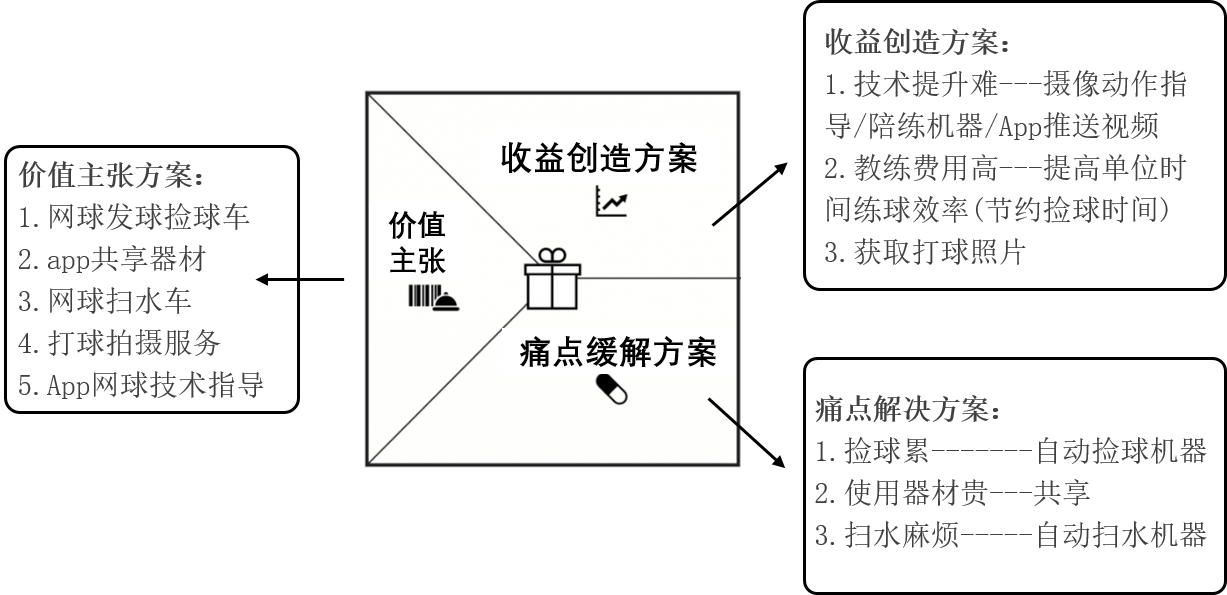 价值主张方案：
1.网球发球捡球车
2.app共享器材
3.网球扫水车
4.打球拍摄服务
5.App网球技术指导
价值
主张
收益创造方案
痛点缓解方案
收益创造方案：
1.技术提升难---摄像动作指
导/陪练机器/App推送视频
2.教练费用高---提高单位时
间练球效率(节约捡球时间)
3.获取打球照片
痛点解决方案：
1.捡球累-------自动捡球机器
2.使用器材贵---共享
3.扫水麻烦-----自动扫水机器